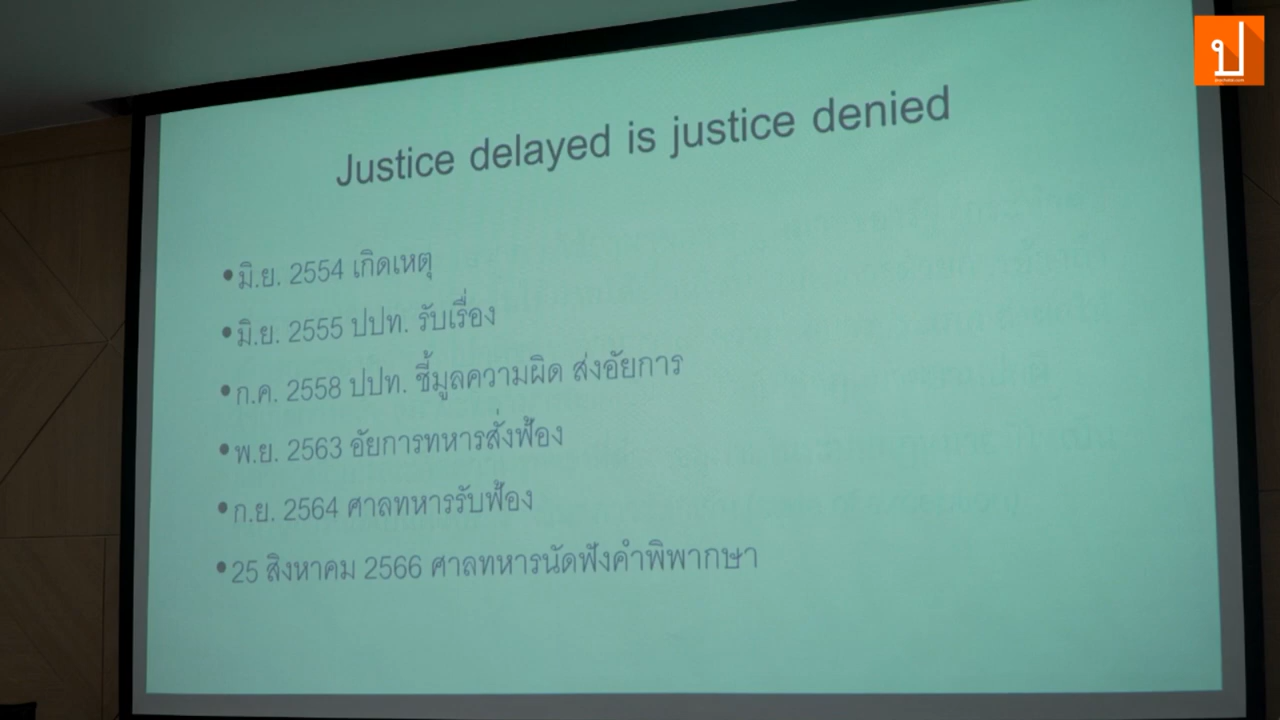 Justice delayed is justice denied
•มิ.ย. 2554 เกิดเหตุ
•มิ.ย. 2555 ปปท. รับเรื่อง
•ก.ค. 2558 ปปท. ชี้มูลความผิด ส่งอัยการ
•พ.ย. 2563 อัยการทหารสั่งฟ้อง
•ก.ย. 2564 ศาลทหารรับฟ้อง
•25 สิงหาคม 2566 ศาลทหารนัดฟังคำพิพากษา
ป